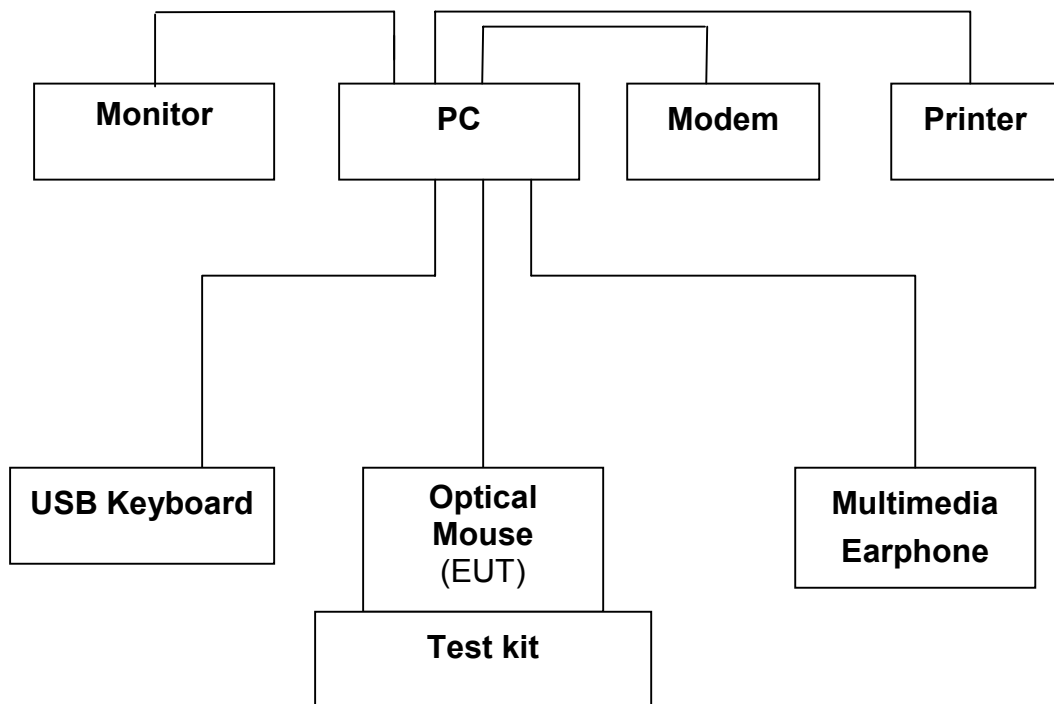 Monitor
PC
Modem
Printer
USB Keyboard
Optical
Mouse
(EUT)
Multimedia
Earphone
Test kit